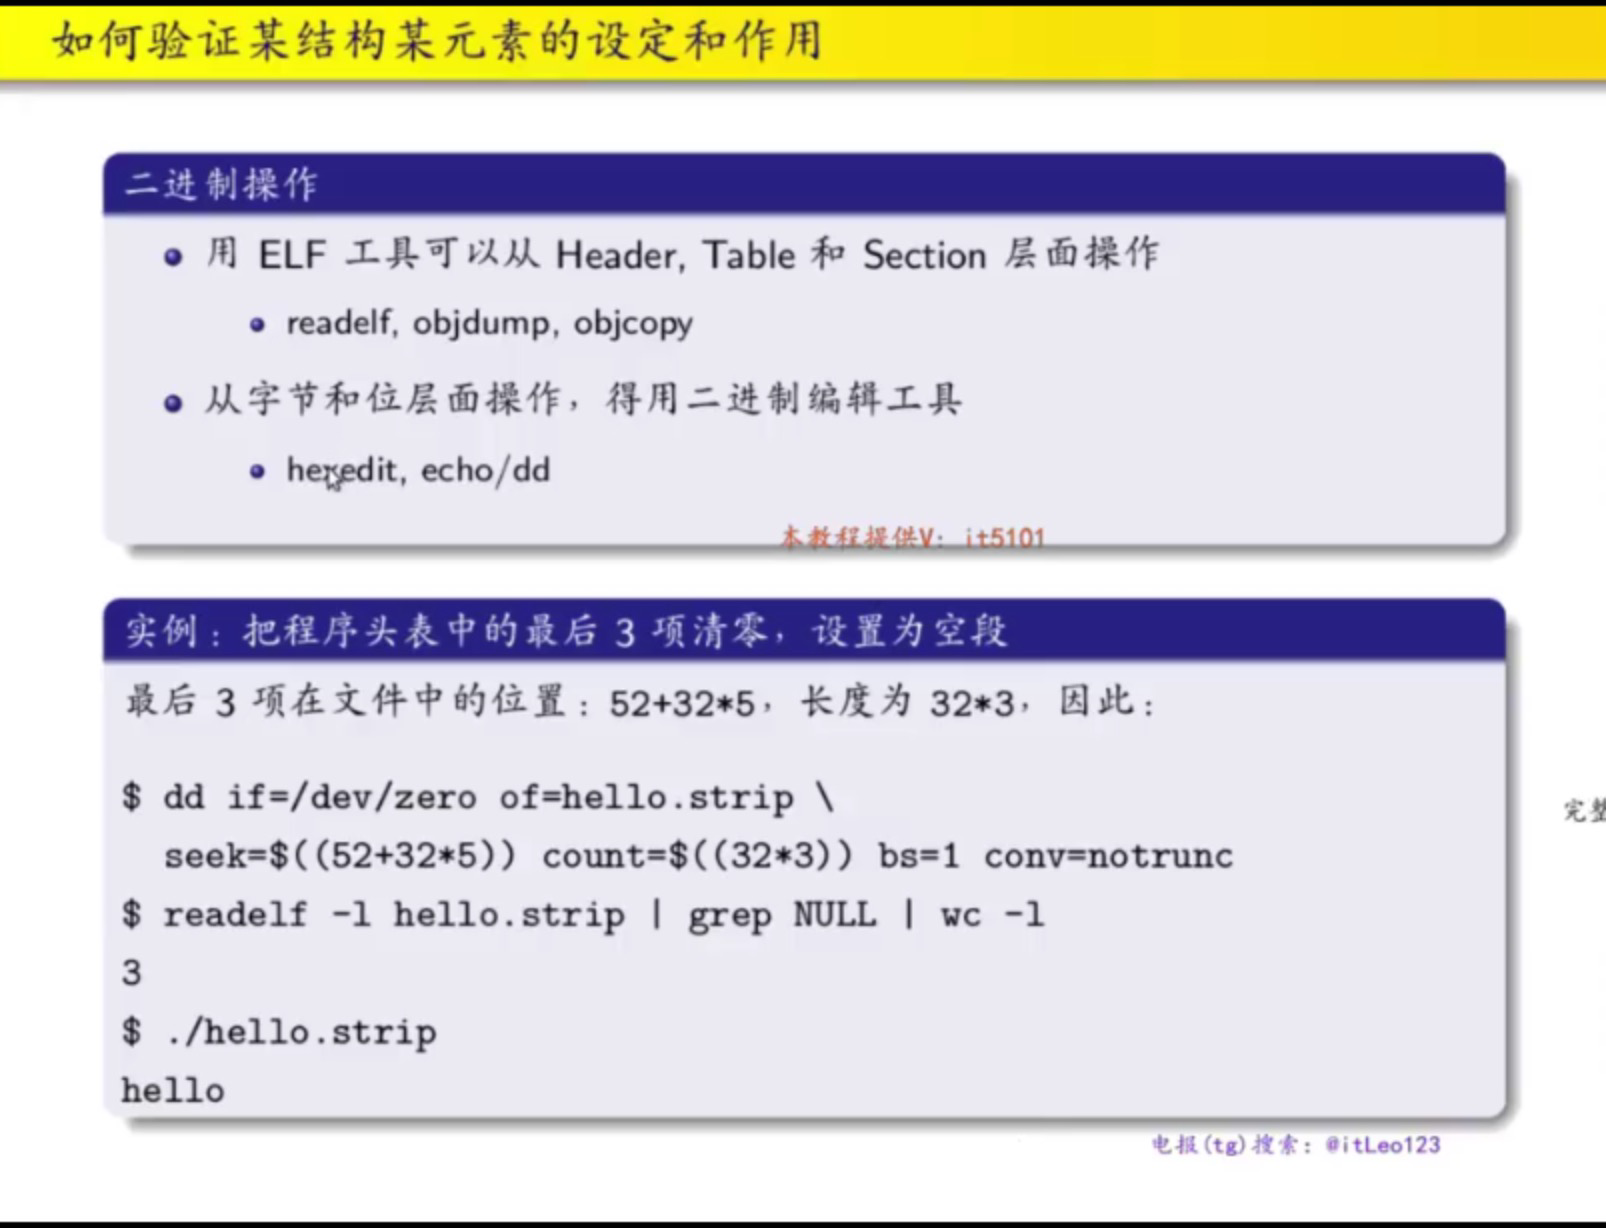 如何验证某结构某元素的设定和作用
二进制操作
用 ELF 工具可以从 Header, Table 和 Section 层面操作
readelf, objdump, objcopy
从字节和位层面操作，得用二进制编辑工具
hexedit, echo/dd
本教程提供V: it5101
实例：把程序头表中的最后 3 项清零，设置为空段
最后 3 项在文件中的位置：52+32*5，长度为 32*3，因此：
$ dd if=/dev/zero of=hello.strip \
seek=$((52+32*5)) count=$((32*3)) bs=1 conv=notrunc
完整
$ readelf -l hello.strip | grep NULL | wc -l
3
$ ./hello.strip
hello
电报(tg)搜索: @itLeo123